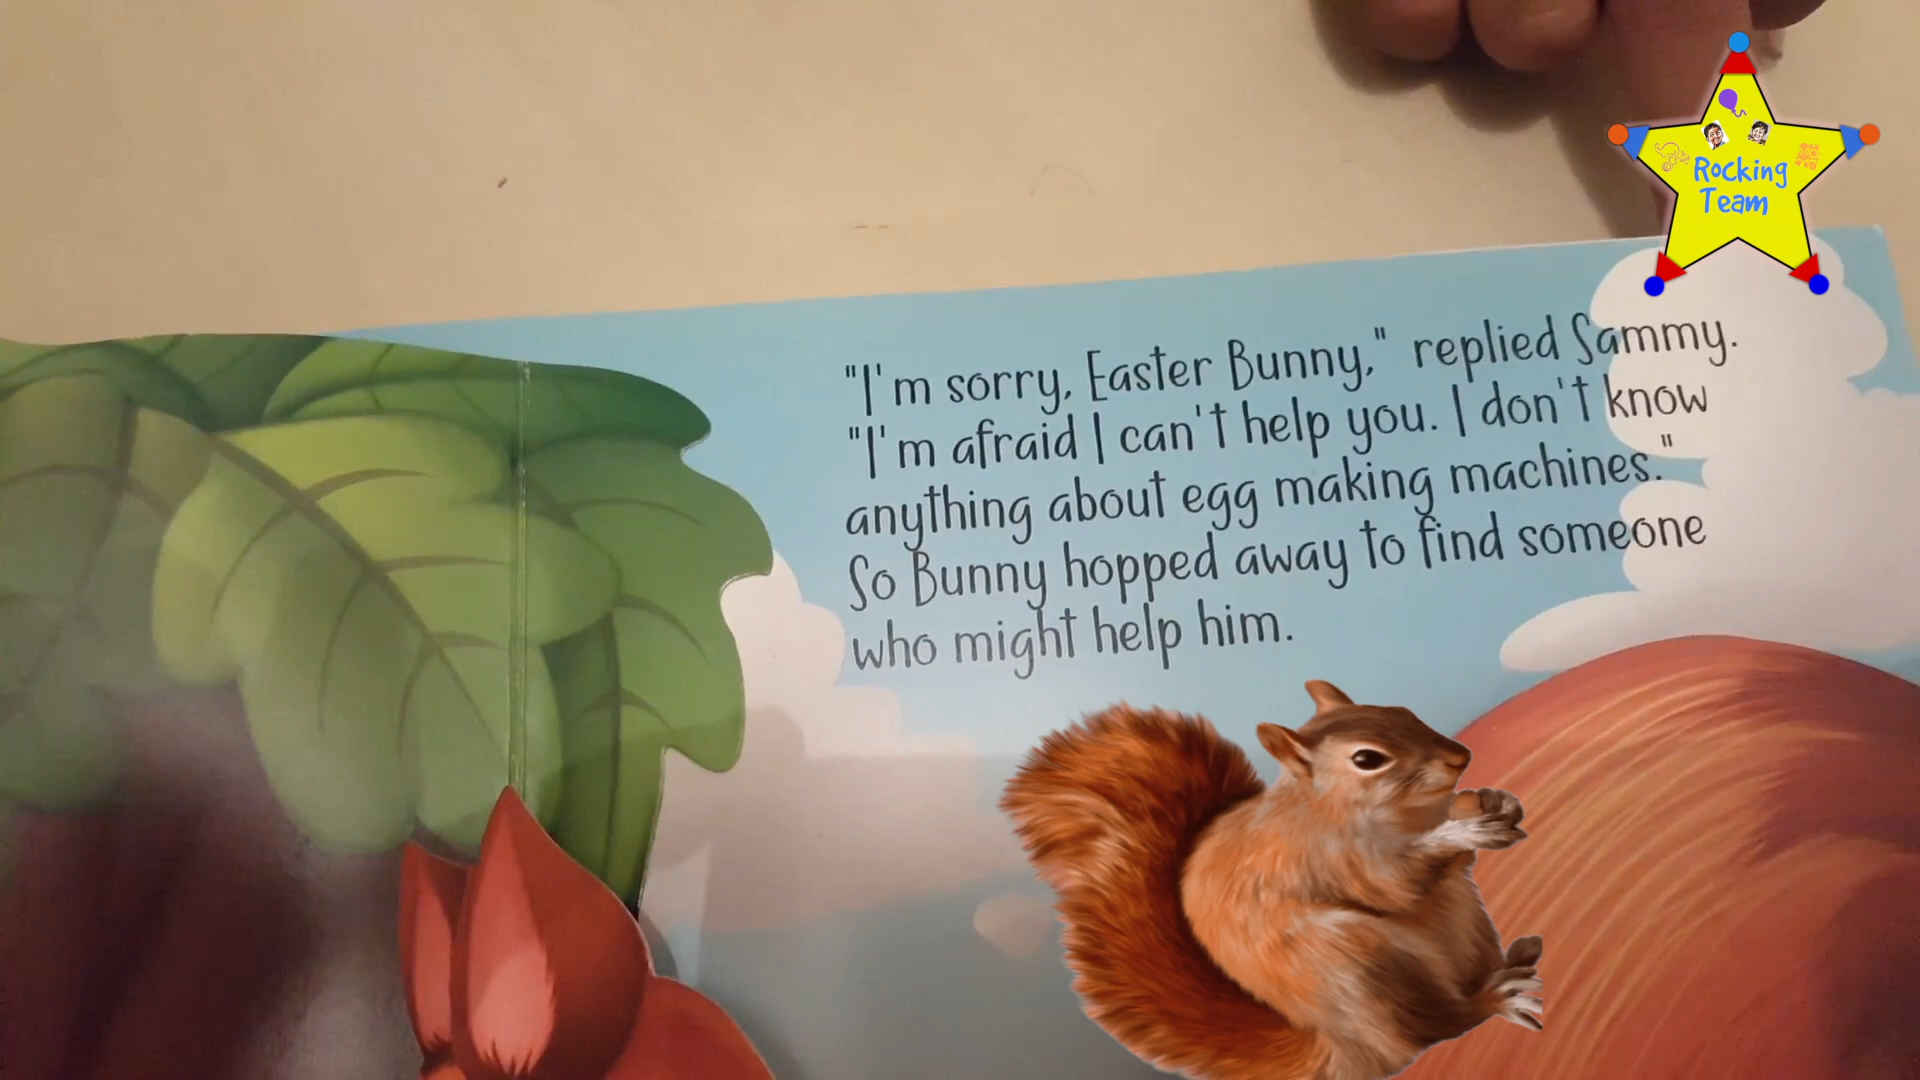 Rocking
Team
"I'm sorry, Easter Bunny," replied Sammy.
"I'm afraid I can't help you. I don't know
anything about egg making machines."
So Bunny hopped away to find someone
who might help him.